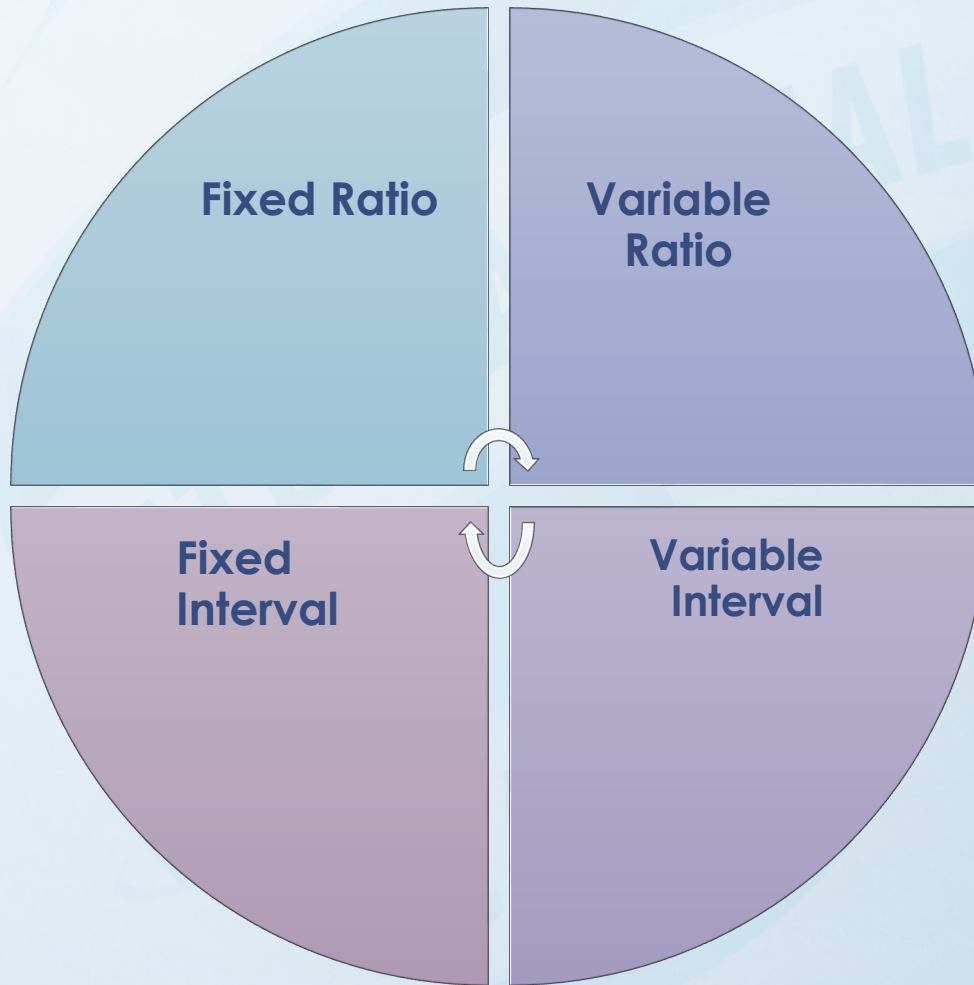 Fixed Ratio
Variable
Ratio
Fixed
Interval
Variable
Interval